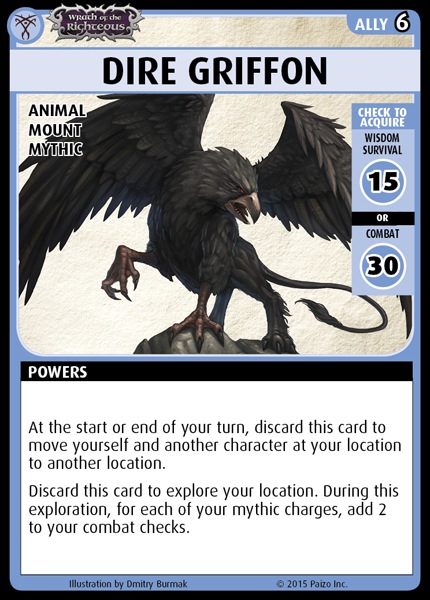 Wrath of the
Righteous
ALLY 6
DIRE GRIFFON
ANIMAL
MOUNT
MYTHIC
CHECK TO
ACQUIRE
WISDOM
SURVIVAL
15
OR
COMBAT
30
POWERS
At the start or end of your turn, discard this card to
move yourself and another character at your location
to another location.
Discard this card to explore your location. During this
exploration, for each of your mythic charges, add 2
to your combat checks.
Illustration by Dmitry Burmak
© 2015 Paizo Inc.